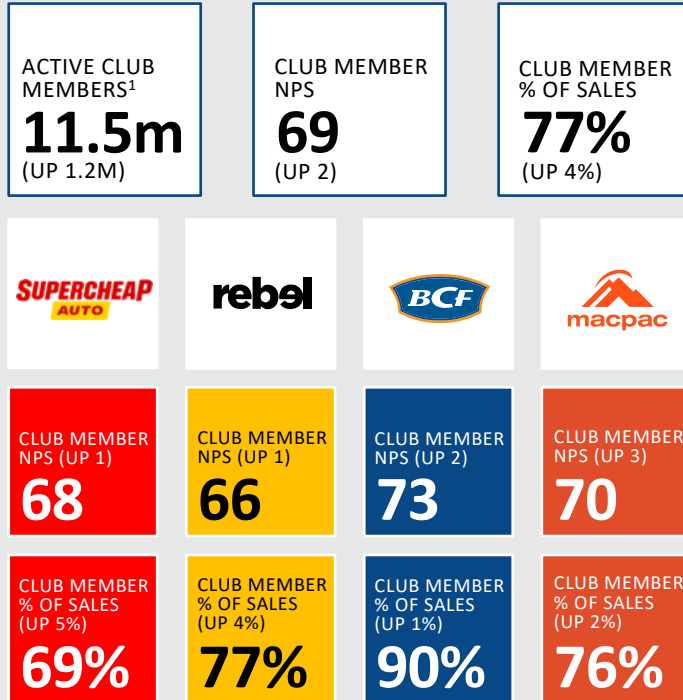 ACTIVE CLUB
MEMBERS¹
11.5m
(UP 1.2M)
CLUB MEMBER
NPS
69
(UP 2)
CLUB MEMBER
% OF SALES
77%
(UP 4%)
SUPERCHEAP
AUTO
rebel
BCF
macpac
CLUB MEMBER
NPS (UP 1)
68
CLUB MEMBER
NPS (UP 1)
66
CLUB MEMBER
NPS (UP 2)
73
CLUB MEMBER
NPS (UP 3)
70
CLUB MEMBER
% OF SALES
(UP 5%)
69%
CLUB MEMBER
% OF SALES
(UP 4%)
77%
CLUB MEMBER
% OF SALES
(UP 1%)
90%
CLUB MEMBER
% OF SALES
(UP 2%)
76%